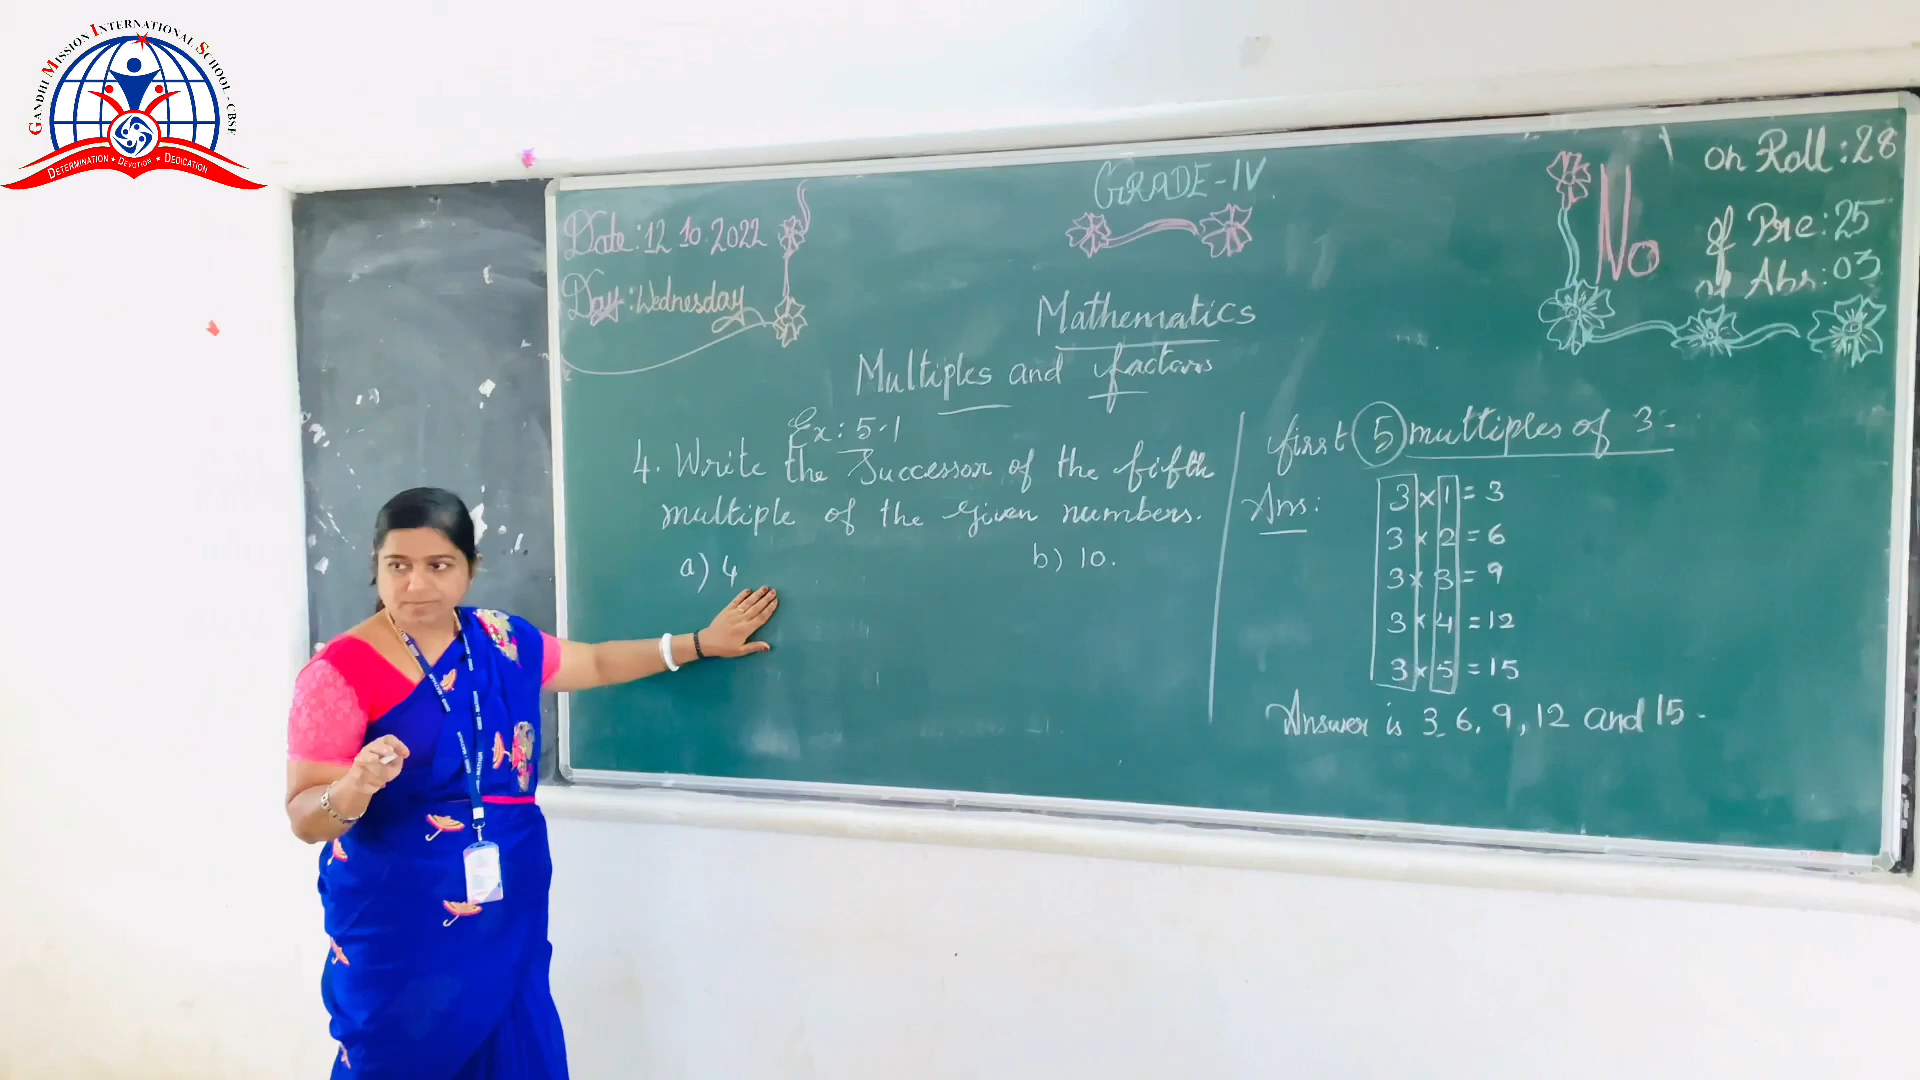 GANDHI MISSION INTERNATIONAL SCHOOL - CBSE
DETERMINATION ★ DEVOTION ★ DEDICATION
Date: 12.10.2022
Day: Wednesday
GRADE-IV
No
on Roll: 28
of Pre: 25
Abs: 03
Mathematics
Multiples and factors
Ex: 5.1
4. Write the Successor of the fifth
multiple of the given numbers.
a) 4
b) 10.
first 5 multiples of 3.
Ans:
3 × 1 = 3
3 × 2 = 6
3 × 3 = 9
3 × 4 = 12
3 × 5 = 15
Answer is 3, 6, 9, 12 and 15.